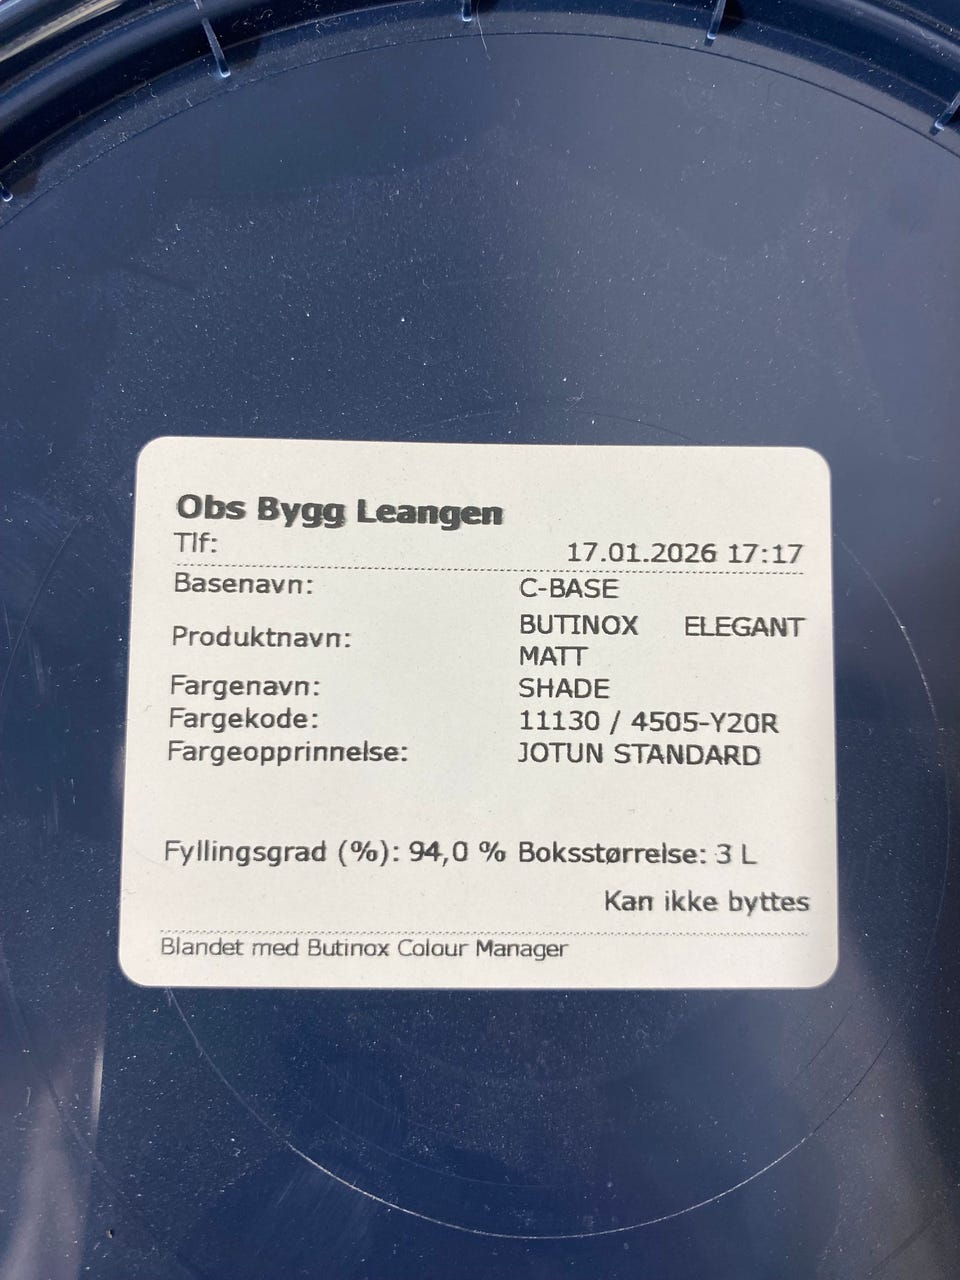 Obs Bygg Leangen
Tlf:
17.01.2026 17:17
Basenavn: C-BASE
Produktnavn: BUTINOX ELEGANT
MATT
Fargenavn: SHADE
Fargekode: 11130 / 4505-Y20R
Fargeopprinnelse: JOTUN STANDARD
Fyllingsgrad (%): 94,0 % Boksstørrelse: 3 L
Kan ikke byttes
Blandet med Butinox Colour Manager